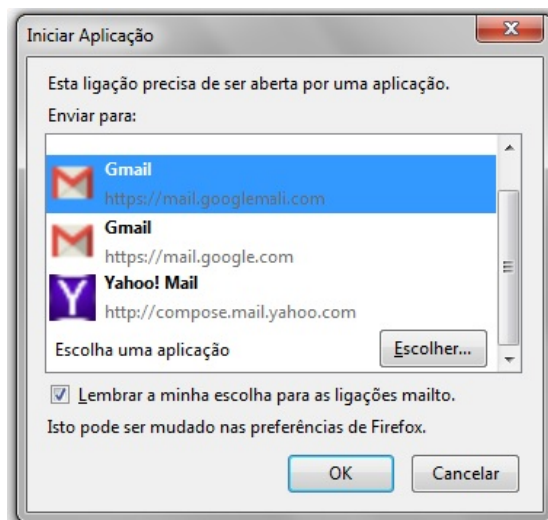 Iniciar Aplicação
Esta ligação precisa de ser aberta por uma aplicação.
Enviar para:
Gmail
https://mail.googlemali.com
Gmail
https://mail.google.com
Yahoo! Mail
http://compose.mail.yahoo.com
Escolha uma aplicação
Escolher...
Lembrar a minha escolha para as ligações mailto.
Isto pode ser mudado nas preferências de Firefox.
OK
Cancelar